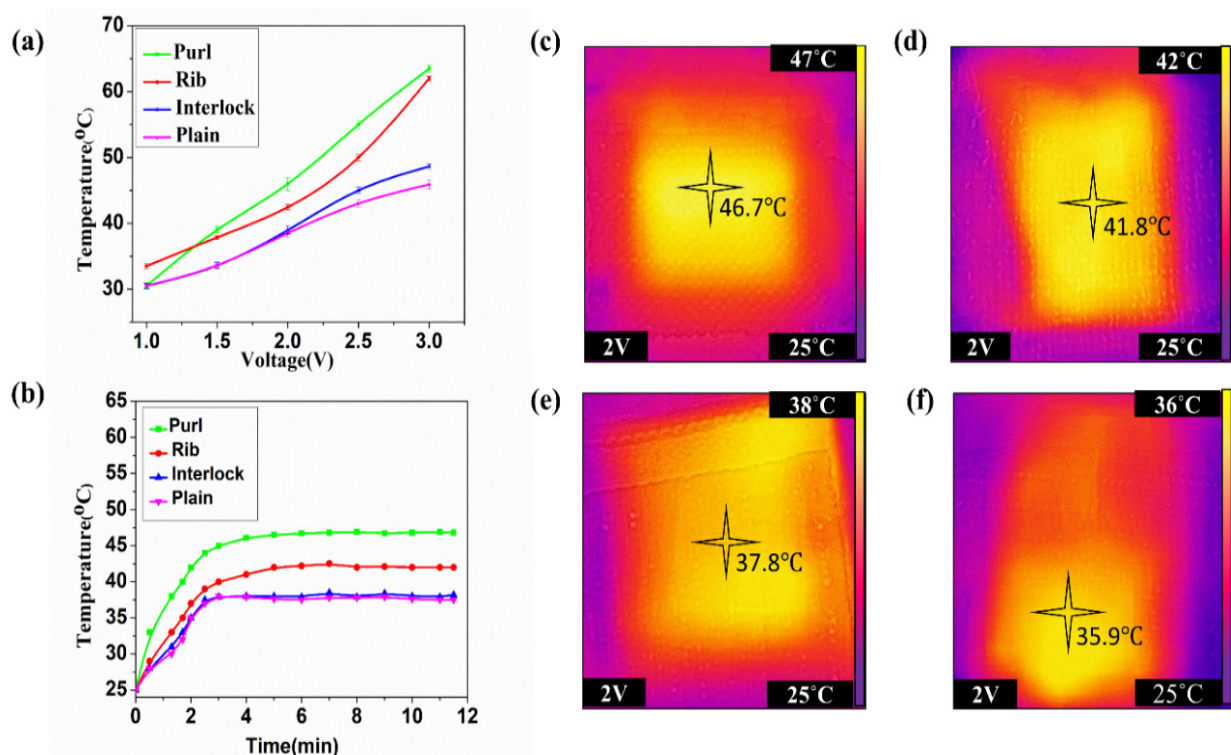 (a)
70
60
50
40
30
Temperature(⁰C)
Purl
Rib
Interlock
Plain
1.0 1.5 2.0 2.5 3.0
Voltage(V)
(b)
65
60
55
50
45
40
35
30
25
Temperature(⁰C)
Purl
Rib
Interlock
Plain
0 2 4 6 8 10 12
Time(min)
(c)
47°C
46.7°C
2V 25°C
(d)
42°C
41.8°C
2V 25°C
(e)
38°C
37.8°C
2V 25°C
(f)
36°C
35.9°C
2V 25°C